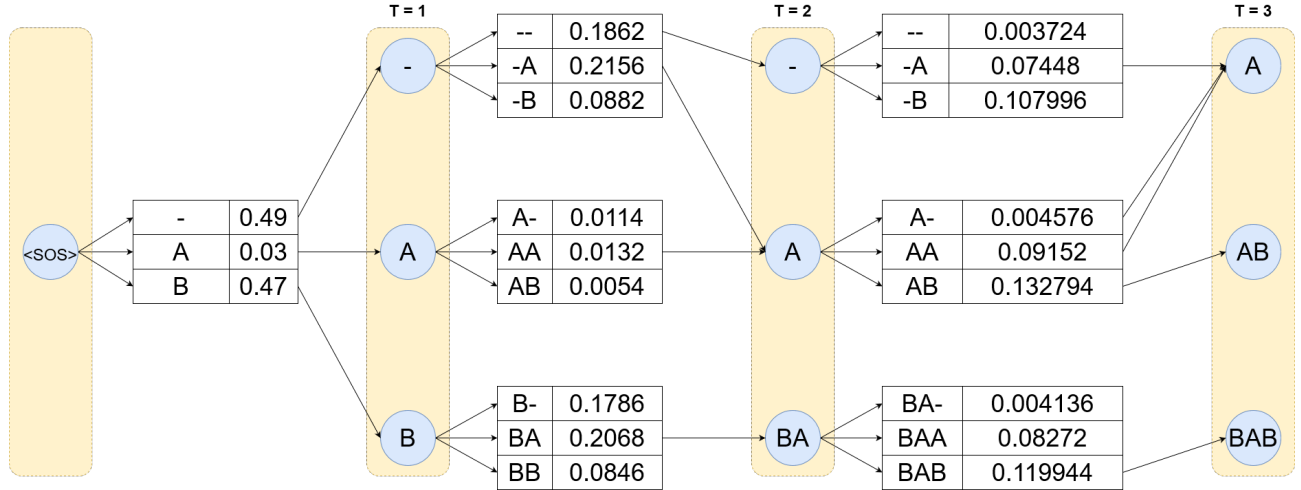 T = 1
T = 2
T = 3
<SOS>
- 0.49
A 0.03
B 0.47
-
A
B
-- 0.1862
-A 0.2156
-B 0.0882
A- 0.0114
AA 0.0132
AB 0.0054
B- 0.1786
BA 0.2068
BB 0.0846
-
A
BA
-- 0.003724
-A 0.07448
-B 0.107996
A- 0.004576
AA 0.09152
AB 0.132794
BA- 0.004136
BAA 0.08272
BAB 0.119944
A
AB
BAB